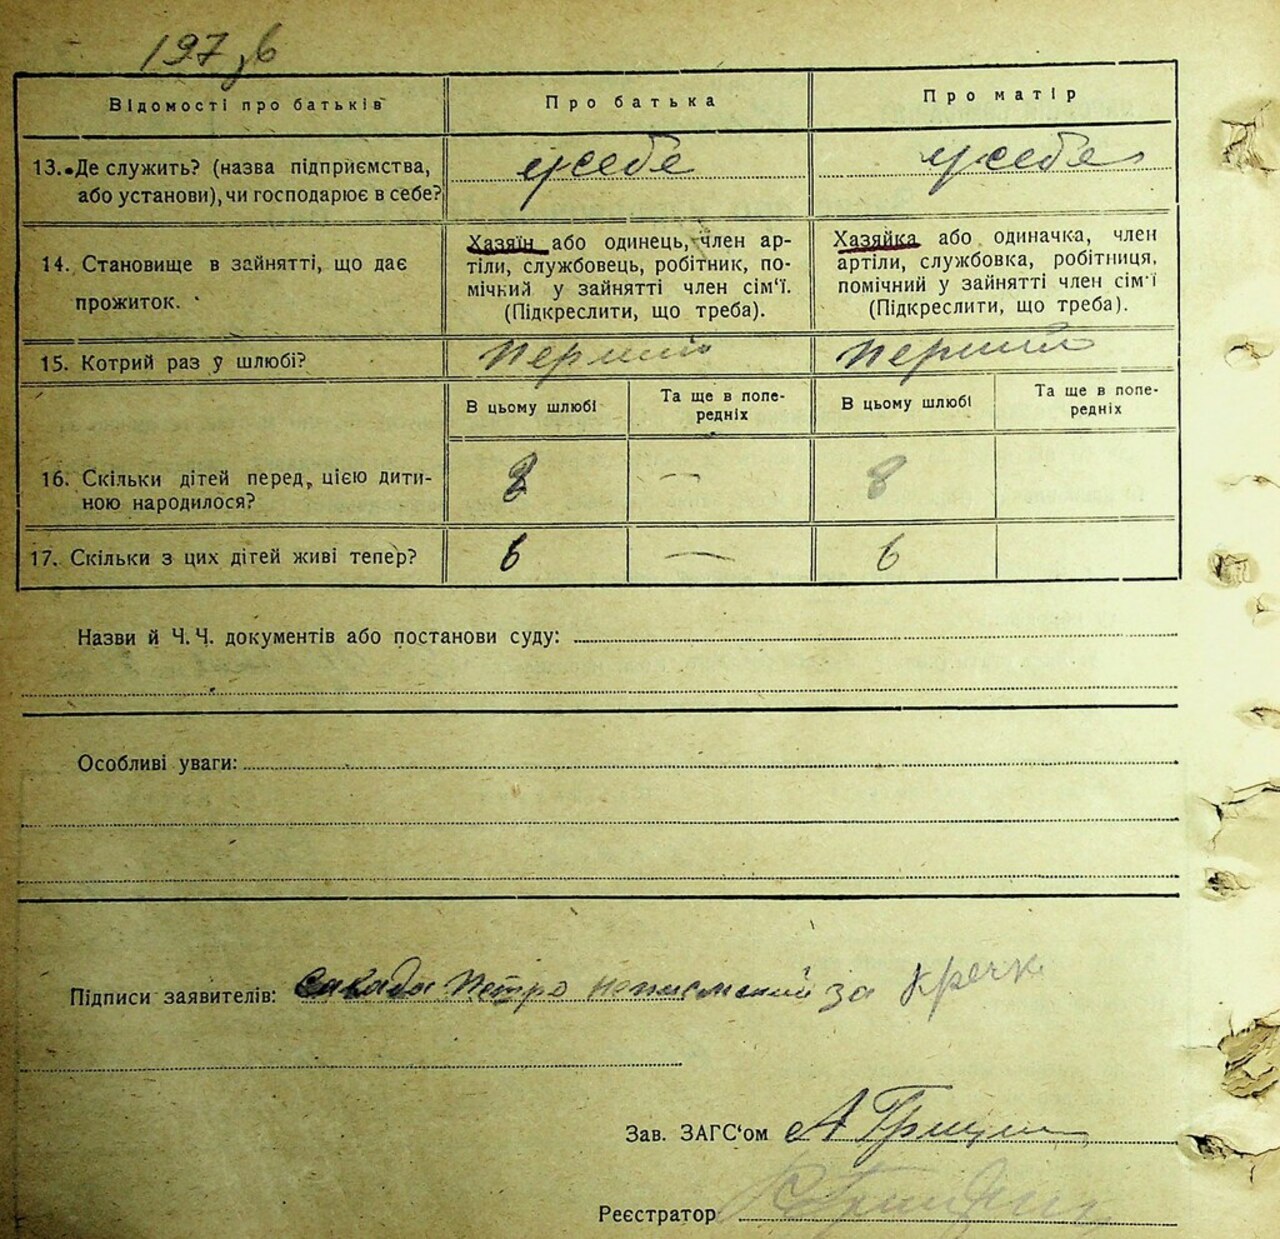 197 зв
Відомості про батьків
Про батька
Про матір
13. Де служить? (назва підприємства,
або установи), чи господарює в себе?
у себе
у себе
14. Становище в зайнятті, що дає
прожиток.
Хазяїн або одинець, член ар-
тіли, службовець, робітник, по-
мічний у зайнятті член сім'ї.
(Підкреслити, що треба).
Хазяйка або одиначка, член
артіли, службовка, робітниця,
помічний у зайнятті член сім'ї
(Підкреслити, що треба).
15. Котрий раз у шлюбі?
перший
перший
В цьому шлюбі
Та ще в попе-
редніх
В цьому шлюбі
Та ще в попе-
редніх
16. Скільки дітей перед цією дити-
ною народилося?
8
—
8
17. Скільки з цих дітей живі тепер?
6
—
6
Назви й Ч.Ч. документів або постанови суду:
Особливі уваги:
Підписи заявителів: Петро за
Зав. ЗАГС'ом
Реєстратор